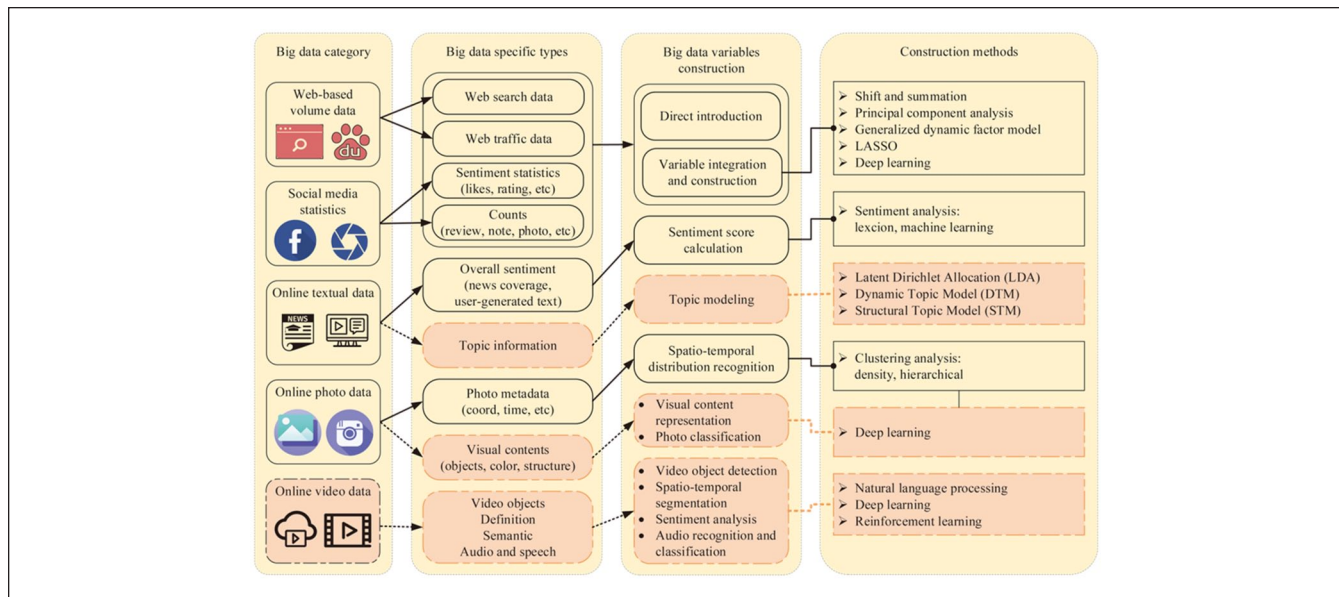 Big data category
Web-based
volume data
du
Social media
statistics
f
Online textual data
NEWS
Online photo data
Online video data
Big data specific types
Web search data
Web traffic data
Sentiment statistics
(likes, rating, etc)
Counts
(review, note, photo, etc)
Overall sentiment
(news coverage,
user-generated text)
Topic information
Photo metadata
(coord, time, etc)
Visual contents
(objects, color, structure)
Video objects
Definition
Semantic
Audio and speech
Big data variables
construction
Direct introduction
Variable integration
and construction
Sentiment score
calculation
Topic modeling
Spatio-temporal
distribution recognition
• Visual content
representation
• Photo classification
• Video object detection
• Spatio-temporal
segmentation
• Sentiment analysis
• Audio recognition and
classification
Construction methods
➢ Shift and summation
➢ Principal component analysis
➢ Generalized dynamic factor model
➢ LASSO
➢ Deep learning
➢ Sentiment analysis:
lexcion, machine learning
➢ Latent Dirichlet Allocation (LDA)
➢ Dynamic Topic Model (DTM)
➢ Structural Topic Model (STM)
➢ Clustering analysis:
density, hierarchical
➢ Deep learning
➢ Natural language processing
➢ Deep learning
➢ Reinforcement learning